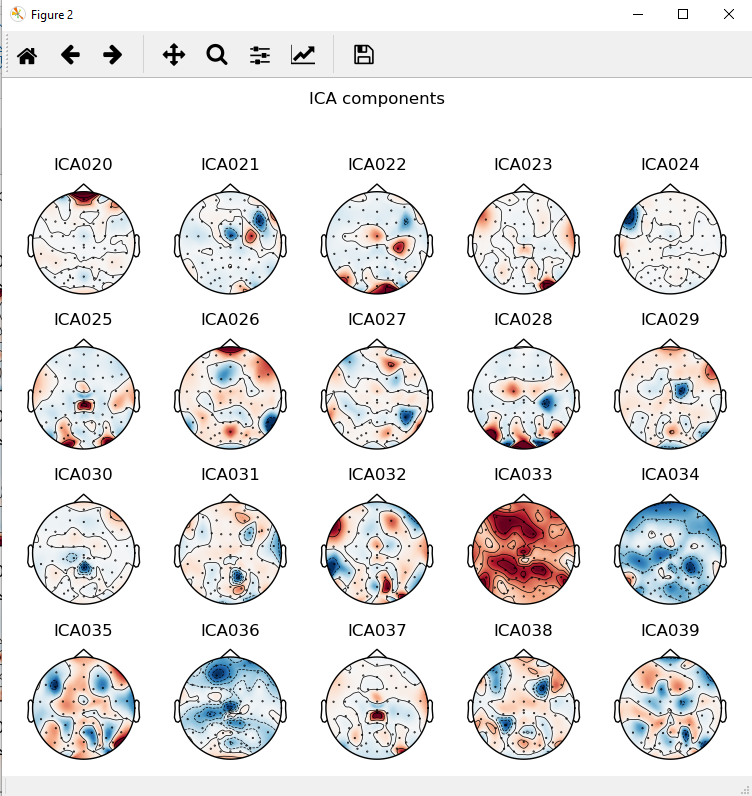 Figure 2
ICA components
ICA020 ICA021 ICA022 ICA023 ICA024
ICA025 ICA026 ICA027 ICA028 ICA029
ICA030 ICA031 ICA032 ICA033 ICA034
ICA035 ICA036 ICA037 ICA038 ICA039